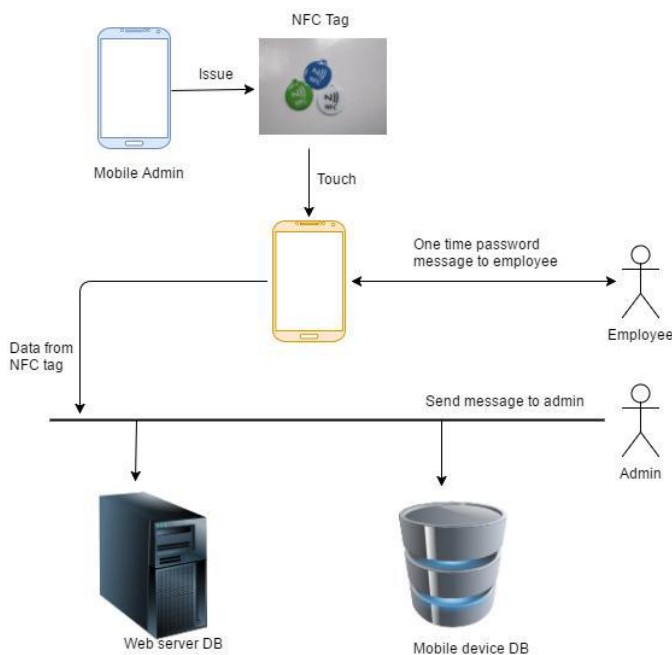 NFC Tag
Issue
Mobile Admin
Touch
One time password
message to employee
Employee
Data from
NFC tag
Send message to admin
Admin
Web server DB
Mobile device DB